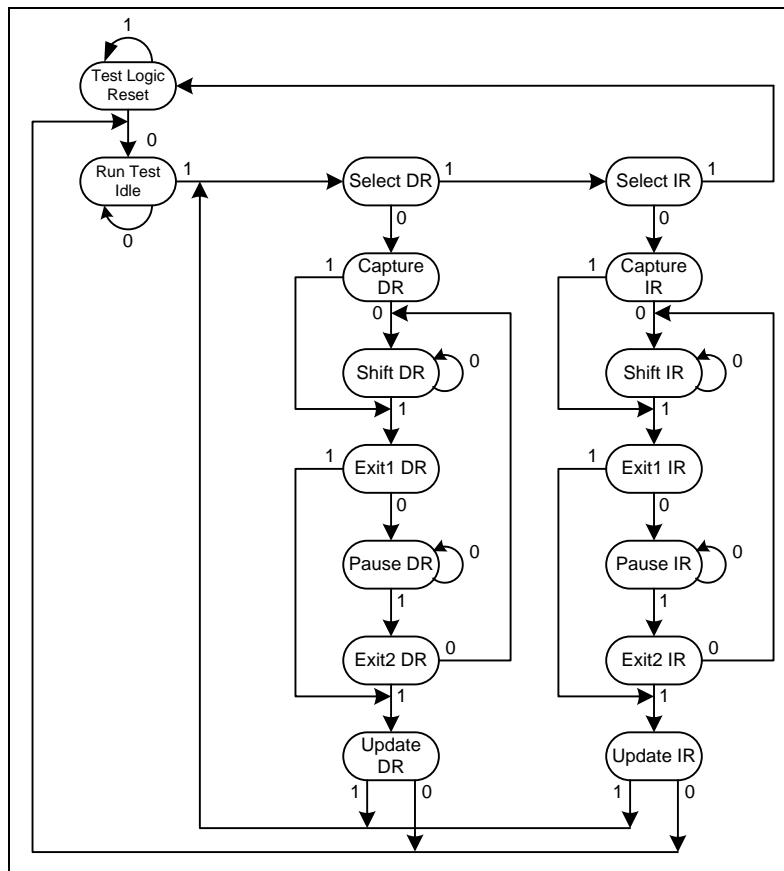 1
Test Logic
Reset
0
Run Test
Idle
1
0
Select DR
1
0
Select IR
1
0
Capture
DR
1
0
Capture
IR
1
0
Shift DR
0
1
Shift IR
0
1
Exit1 DR
1
0
Exit1 IR
1
0
Pause DR
0
1
Pause IR
0
1
Exit2 DR
0
1
Exit2 IR
0
1
Update
DR
1
0
Update IR
1
0